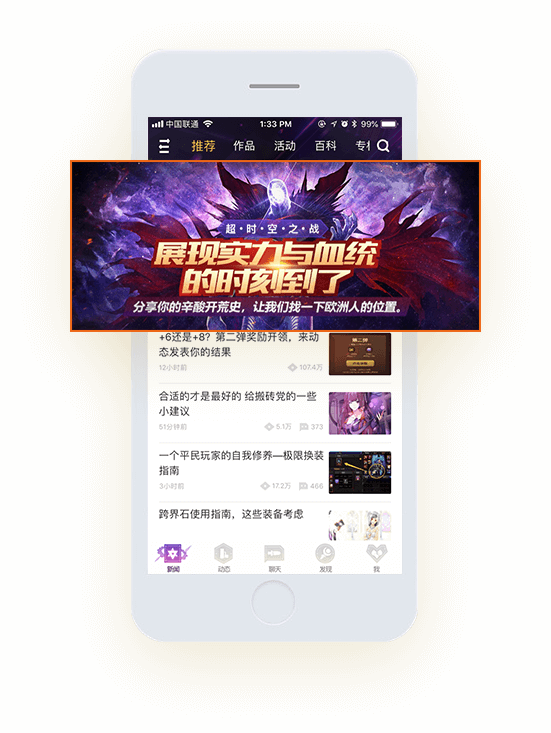 中国联通 1:33 PM 99%
推荐 作品 活动 百科 专栏
超·时·空·之·战
展现实力与血统
的时刻到了
分享你的辛酸开荒史，让我们找一下欧洲人的位置。
+6还是+8？第二弹奖励开领，来动
态发表你的结果
12小时前 107.4万
第二弹
合适的才是最好的 给搬砖党的一些
小建议
51分钟前 5.1万 373
一个平民玩家的自我修养—极限换装
指南
3小时前 17.2万 466
跨界石使用指南，这些装备考虑
新闻 动态 聊天 发现 我